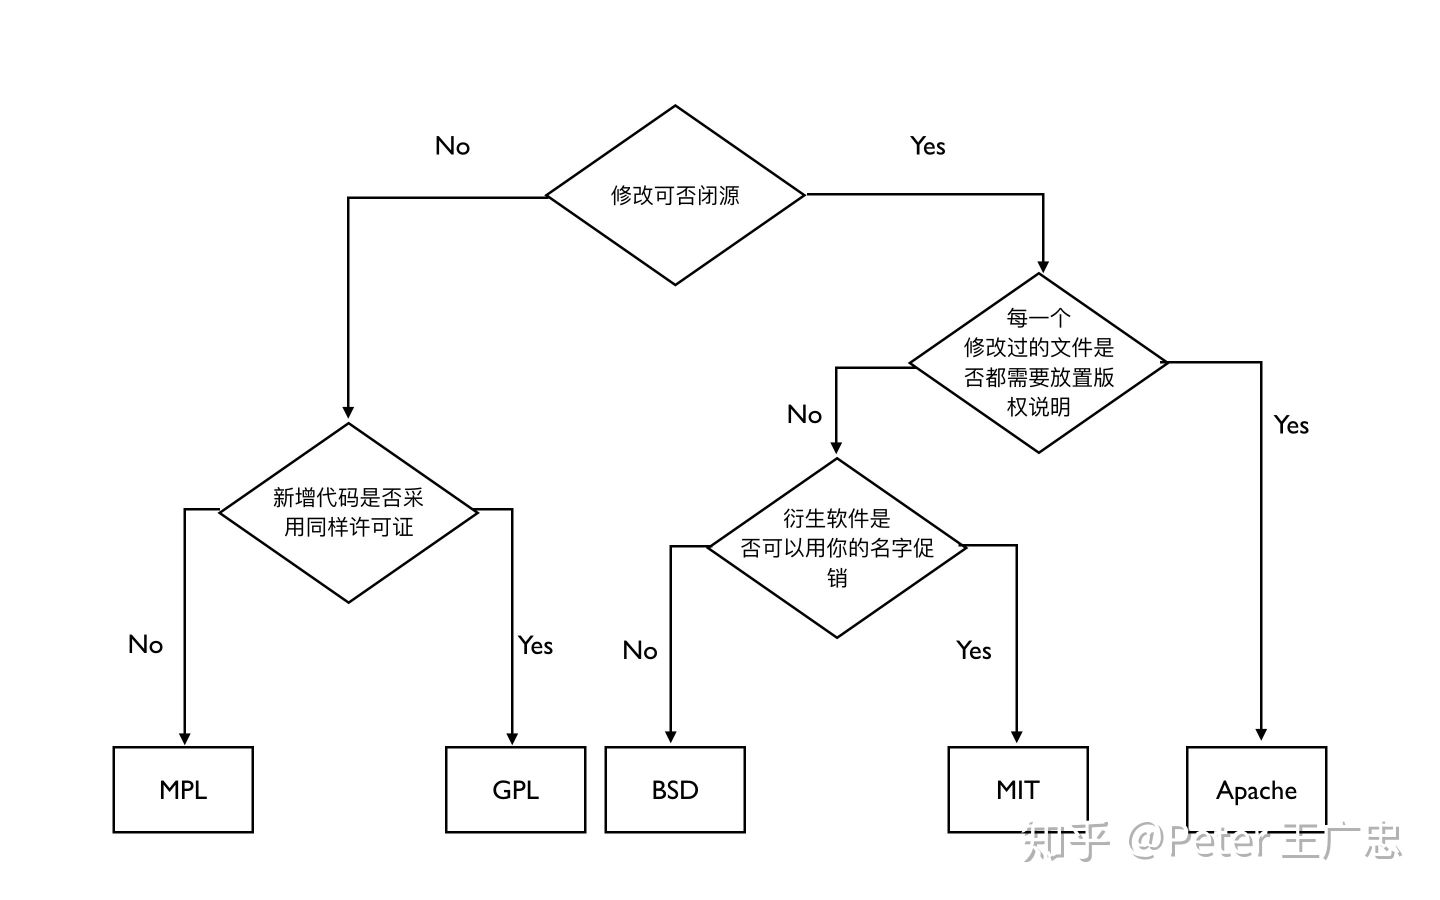 No
Yes
修改可否闭源
每一个
修改过的文件是
否都需要放置版
权说明
No
Yes
新增代码是否采
用同样许可证
衍生软件是
否可以用你的名字促
销
No
Yes
No
Yes
MPL
GPL
BSD
MIT
Apache
知乎 @Peter 王广忠